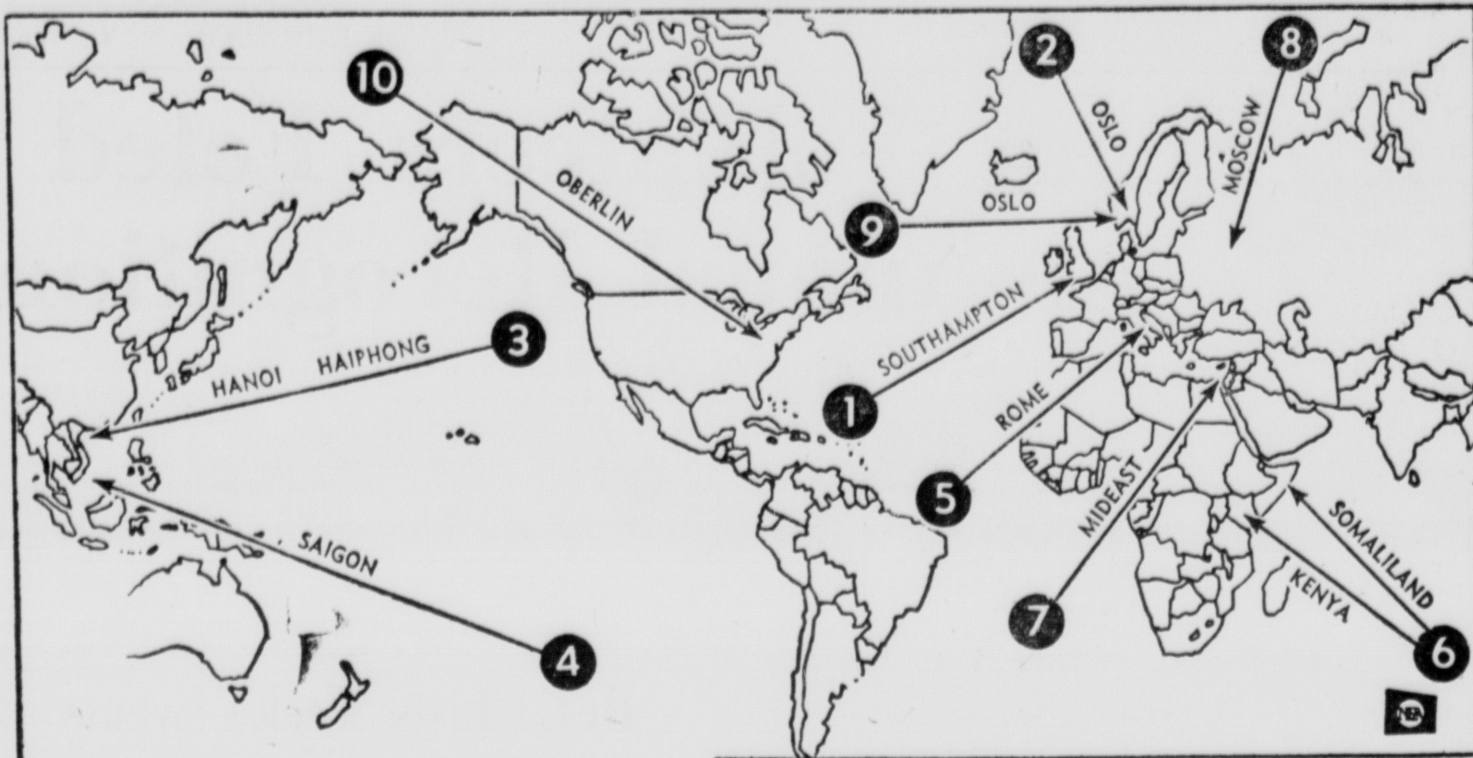 10
2
8
OSLO
MOSCOW
OBERLIN
9
OSLO
3
HANOI HAIPHONG
SOUTHAMPTON
1
ROME
5
MIDEAST
7
SAIGON
4
SOMALILAND
KENYA
6
NEA